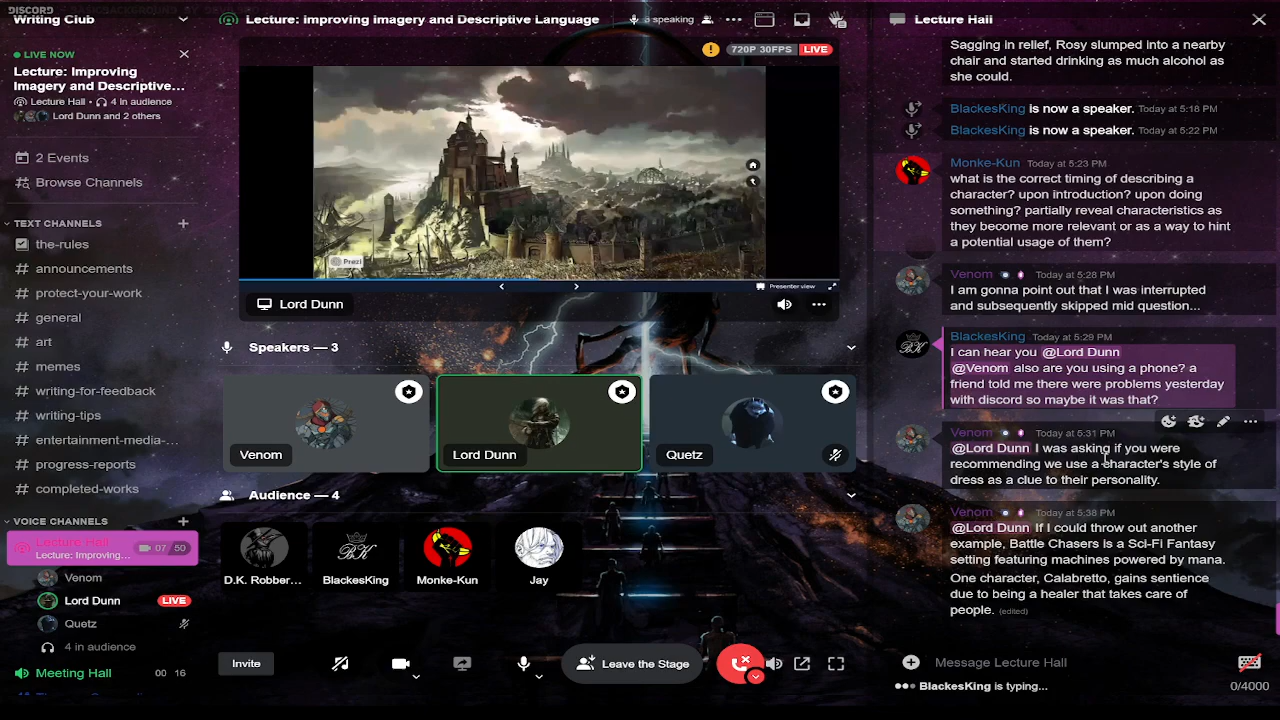 DISCORD
Writing Club
LIVE NOW
Lecture: Improving
Imagery and Descriptive...
Lecture Hall • 4 in audience
Lord Dunn and 2 others
2 Events
Browse Channels
TEXT CHANNELS
the-rules
# announcements
# protect-your-work
# general
# art
# memes
# writing-for-feedback
# writing-tips
# entertainment-media-...
# progress-reports
# completed-works
VOICE CHANNELS
Lecture Hall
Lecture: Improving...
07 50
Venom
Lord Dunn LIVE
Quetz
4 in audience
Meeting Hall 00 16
Lecture: Improving Imagery and Descriptive Language
speaking
720P 30FPS LIVE
Prezi
Presenter view
Lord Dunn
Speakers — 3
Venom
Lord Dunn
Quetz
Audience — 4
D.K. Robber...
BK
BlackesKing
Monke-Kun
Jay
Invite
Leave the Stage
Lecture Hall
Sagging in relief, Rosy slumped into a nearby
chair and started drinking as much alcohol as
she could.
BlackesKing is now a speaker. Today at 5:18 PM
BlackesKing is now a speaker. Today at 5:22 PM
Monke-Kun Today at 5:23 PM
what is the correct timing of describing a
character? upon introduction? upon doing
something? partially reveal characteristics as
they become more relevant or as a way to hint
a potential usage of them?
Venom Today at 5:28 PM
I am gonna point out that I was interrupted
and subsequently skipped mid question...
BK
BlackesKing Today at 5:29 PM
I can hear you @Lord Dunn
@Venom also are you using a phone? a
friend told me there were problems yesterday
with discord so maybe it was that?
Venom Today at 5:31 PM
@Lord Dunn I was asking if you were
recommending we use a character's style of
dress as a clue to their personality.
Venom Today at 5:38 PM
@Lord Dunn If I could throw out another
example, Battle Chasers is a Sci-Fi Fantasy
setting featuring machines powered by mana.
One character, Calabretto, gains sentience
due to being a healer that takes care of
people. (edited)
Message Lecture Hall
BlackesKing is typing...
0/4000